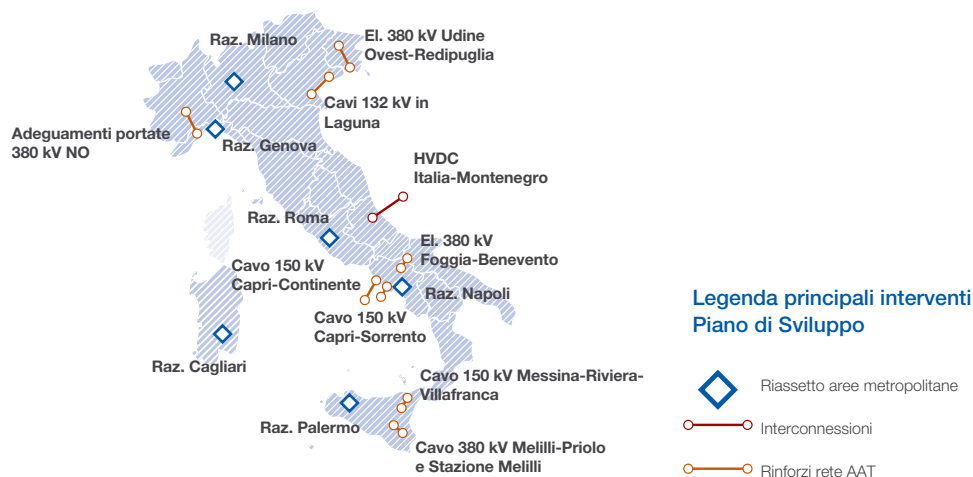 Raz. Milano
El. 380 kV Udine
Ovest-Redipuglia
Cavi 132 kV in
Laguna
Adeguamenti portate
380 kV NO
Raz. Genova
HVDC
Italia-Montenegro
Raz. Roma
El. 380 kV
Foggia-Benevento
Cavo 150 kV
Capri-Continente
Raz. Napoli
Cavo 150 kV
Capri-Sorrento
Raz. Cagliari
Cavo 150 kV Messina-Riviera-
Villafranca
Raz. Palermo
Cavo 380 kV Melilli-Priolo
e Stazione Melilli
Legenda principali interventi
Piano di Sviluppo
Riassetto aree metropolitane
Interconnessioni
Rinforzi rete AAT